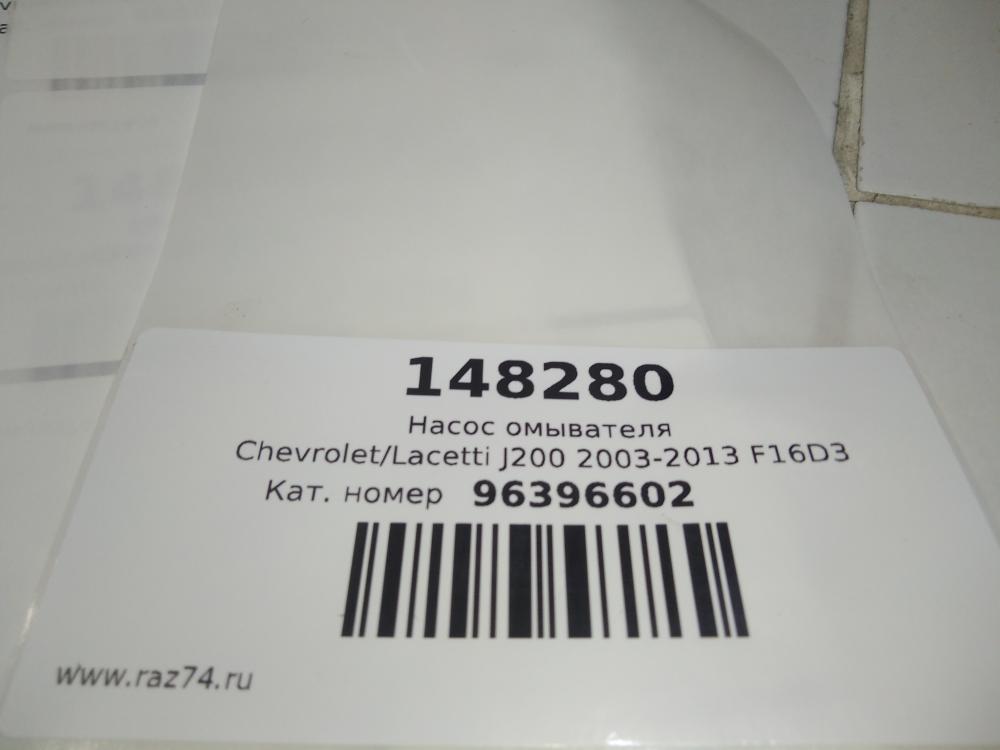 148280
Насос омывателя
Chevrolet/Lacetti J200 2003-2013 F16D3
Кат. номер 96396602
www.raz74.ru